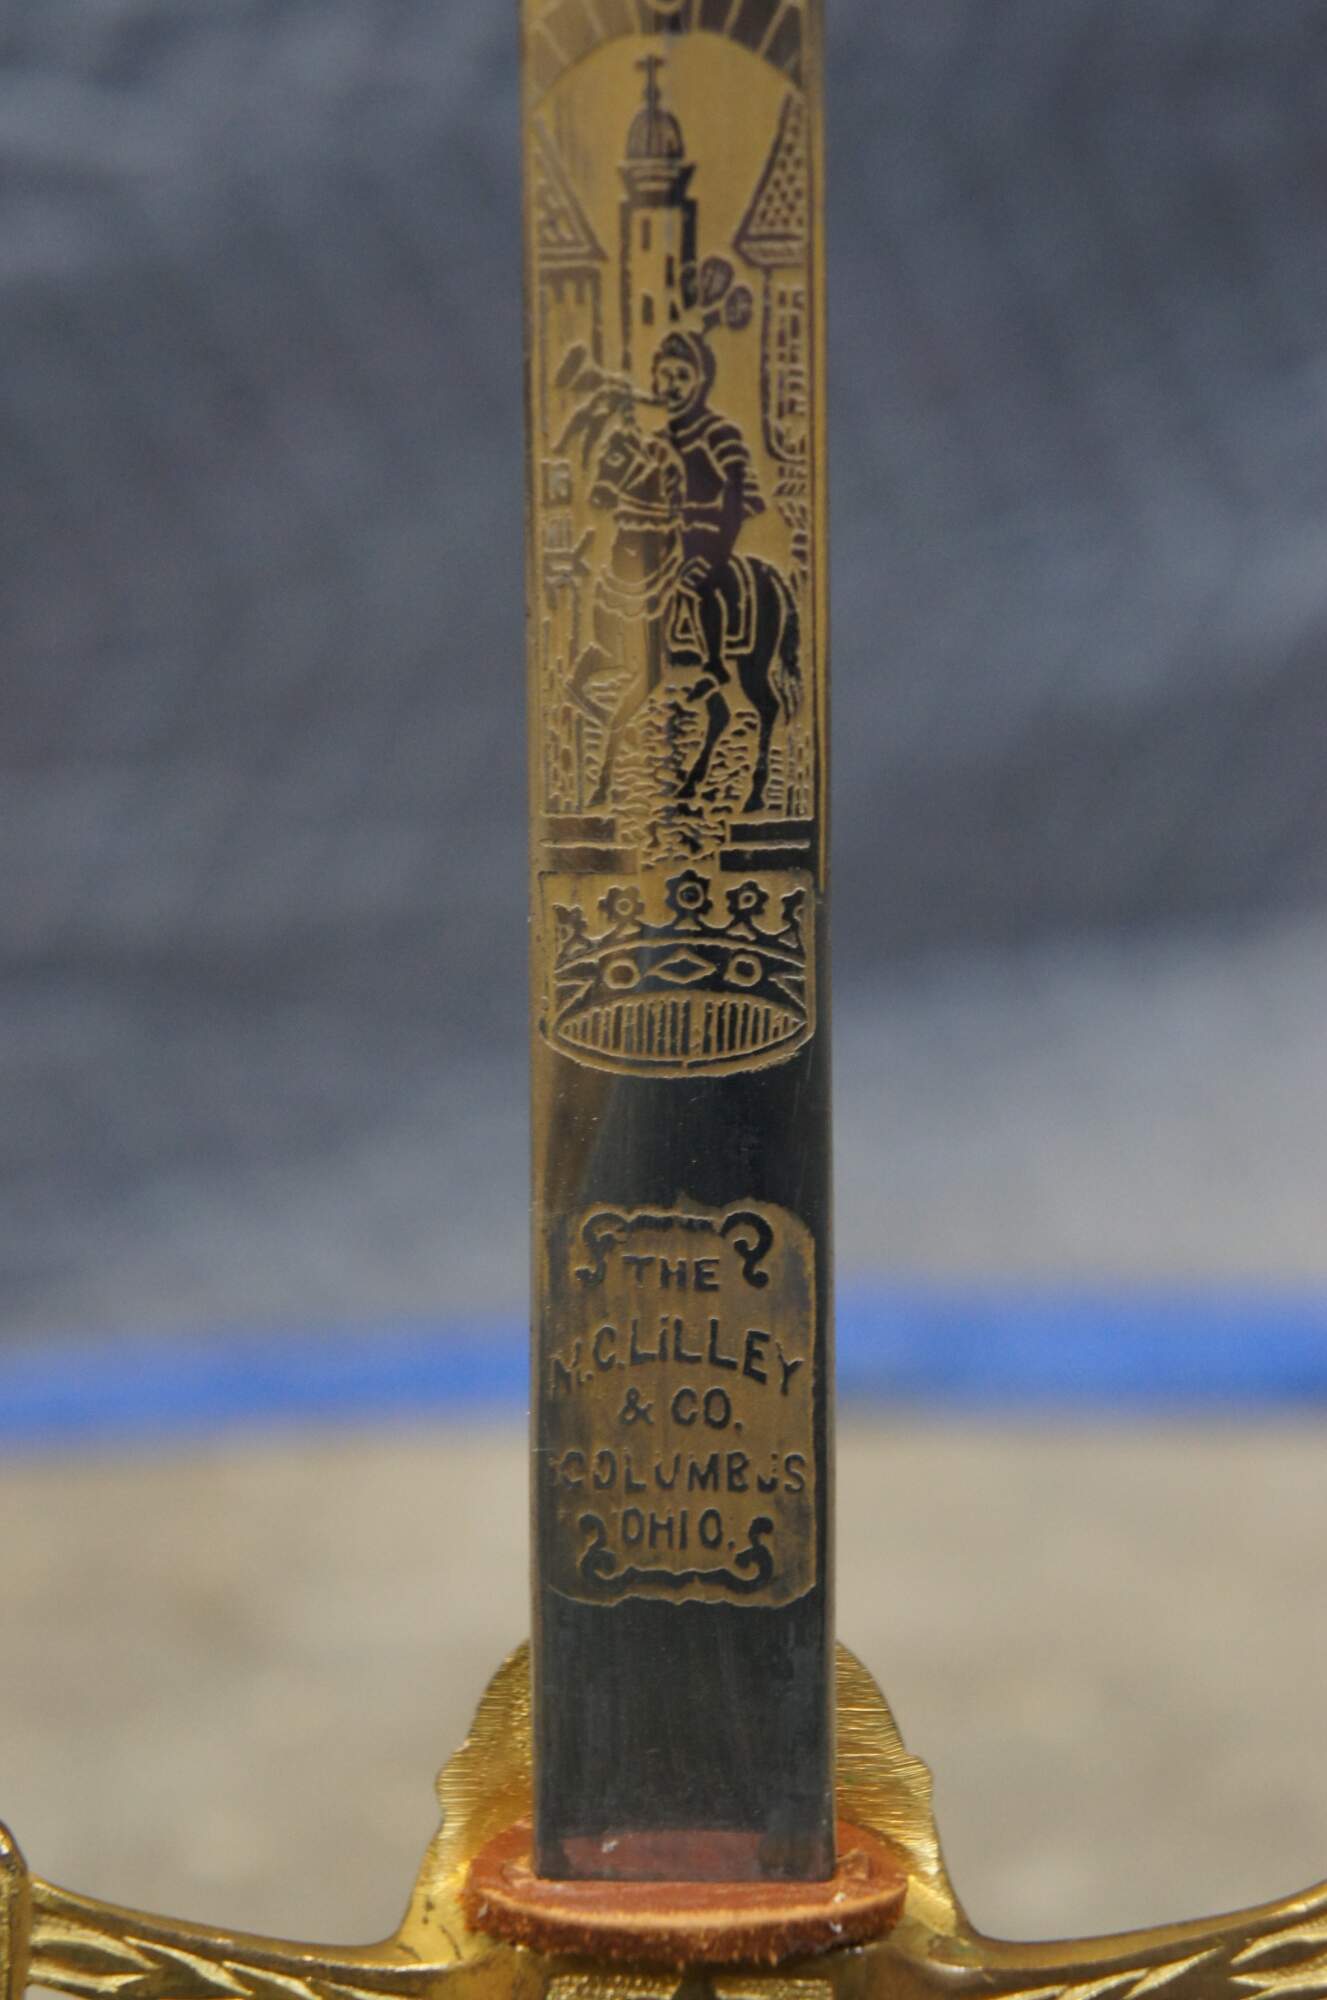 THE
M.C. LiLLEY
& CO.
COLUMBUS
OHIO.